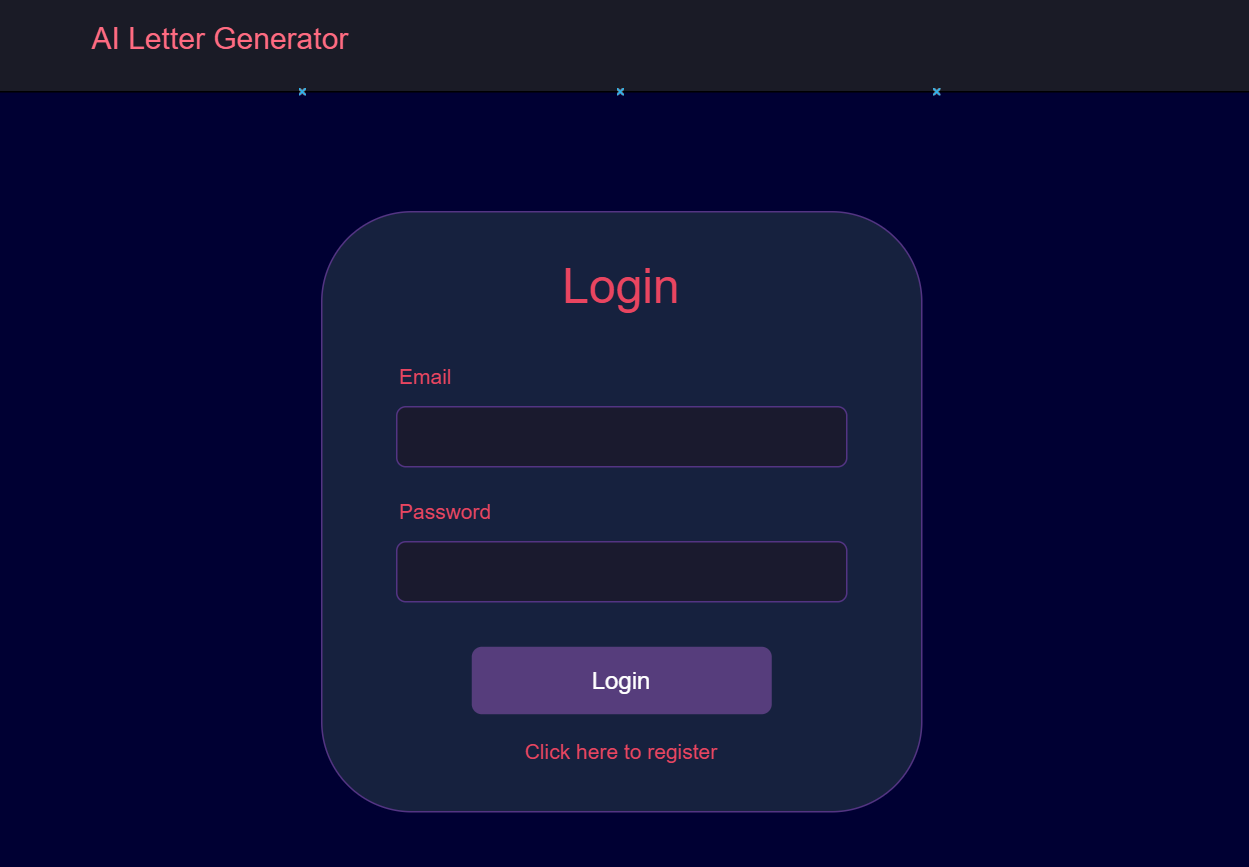 AI Letter Generator
Login
Email
Password
Login
Click here to register